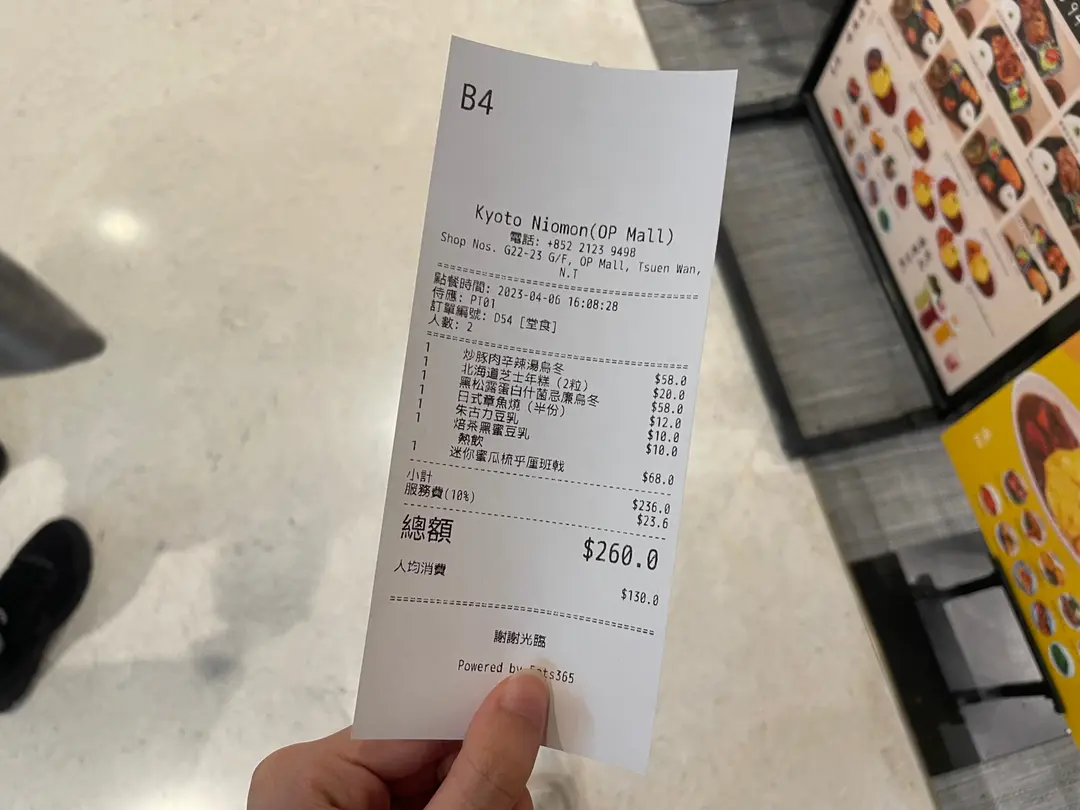 B4
Kyoto Niomon(OP Mall)
電話: +852 2123 9498
Shop Nos. G22-23 G/F, OP Mall, Tsuen Wan,
N.T
點餐時間: 2023-04-06 16:08:28
侍應: PT01
訂單編號: D54 [堂食]
人數: 2
1 炒豚肉辛辣湯烏冬 $58.0
1 北海道芝士年糕 (2粒) $20.0
1 黑松露蛋白什菌忌廉烏冬 $58.0
1 日式章魚燒 (半份) $12.0
1 朱古力豆乳 $10.0
1 焙茶黑蜜豆乳 $10.0
熱飲
1 迷你蜜瓜梳乎厘班戟 $68.0
小計 $236.0
服務費(10%) $23.6
總額 $260.0
人均消費 $130.0
謝謝光臨
Powered by Eats365